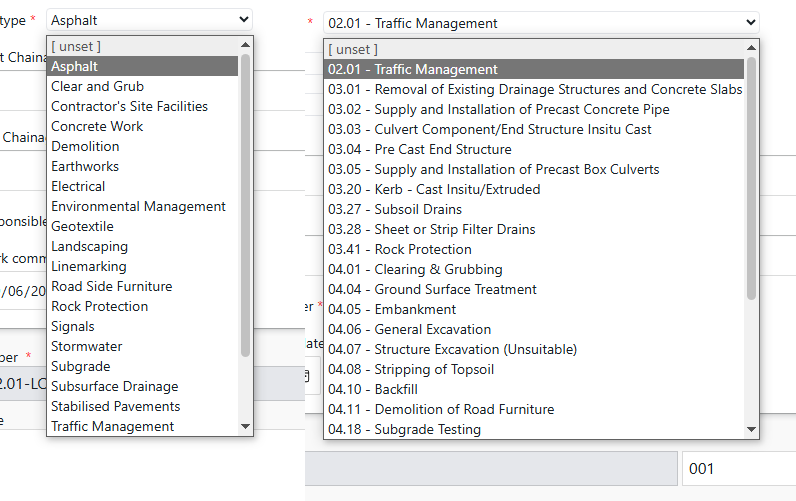 type *
Asphalt
[ unset ]
Asphalt
Clear and Grub
Contractor's Site Facilities
Concrete Work
Demolition
Earthworks
Electrical
Environmental Management
Geotextile
Landscaping
Linemarking
Road Side Furniture
Rock Protection
Signals
Stormwater
Subgrade
Subsurface Drainage
Stabilised Pavements
Traffic Management
t Chaina
Chaina
ponsible
rk comm
/06/20
ber *
2.01-LO
e
*
02.01 - Traffic Management
[ unset ]
02.01 - Traffic Management
03.01 - Removal of Existing Drainage Structures and Concrete Slabs
03.02 - Supply and Installation of Precast Concrete Pipe
03.03 - Culvert Component/End Structure Insitu Cast
03.04 - Pre Cast End Structure
03.05 - Supply and Installation of Precast Box Culverts
03.20 - Kerb - Cast Insitu/Extruded
03.27 - Subsoil Drains
03.28 - Sheet or Strip Filter Drains
03.41 - Rock Protection
04.01 - Clearing & Grubbing
04.04 - Ground Surface Treatment
04.05 - Embankment
04.06 - General Excavation
04.07 - Structure Excavation (Unsuitable)
04.08 - Stripping of Topsoil
04.10 - Backfill
04.11 - Demolition of Road Furniture
04.18 - Subgrade Testing
er *
ate
001